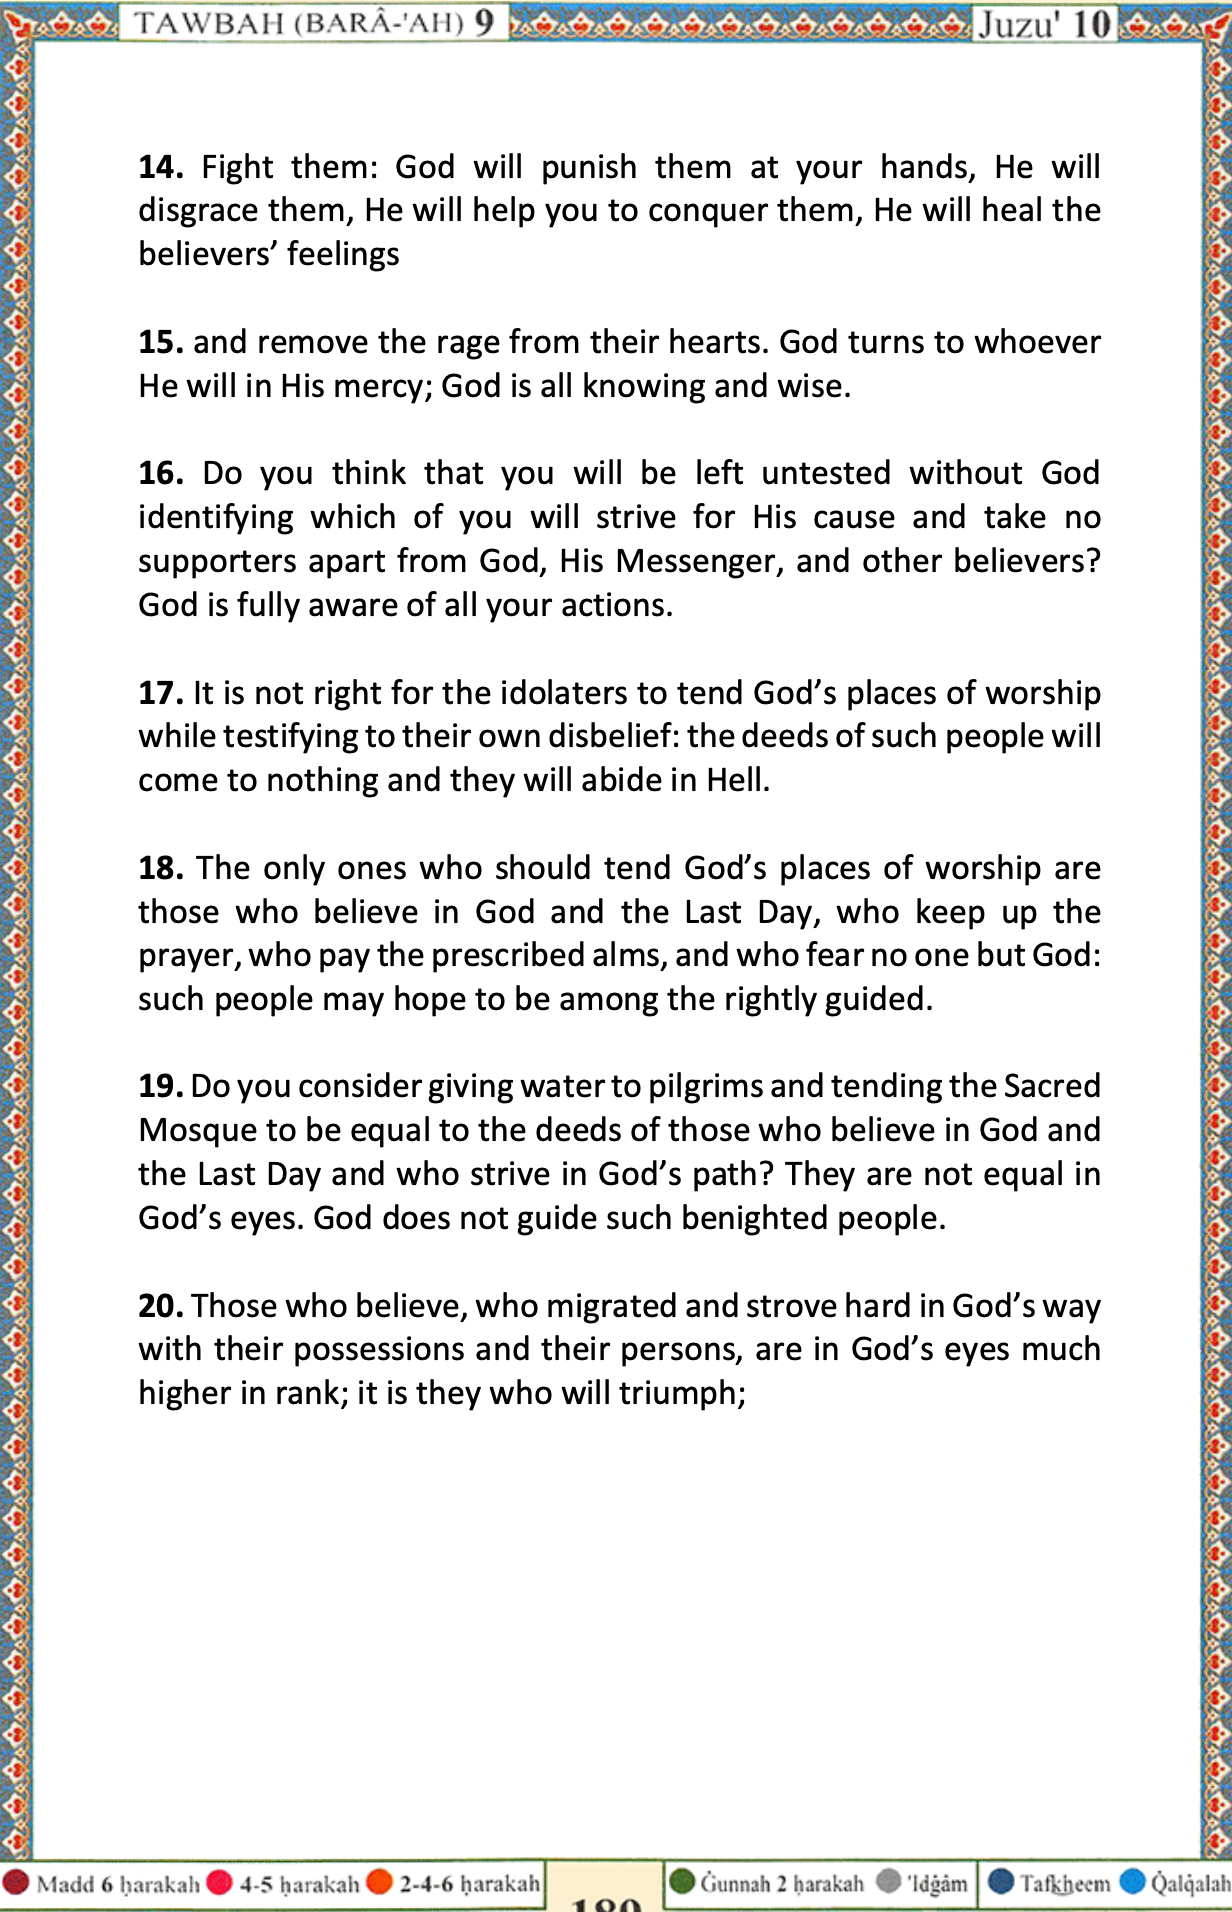 TAWBAH (BARÂ-'AH) 9
Juzu' 10
14. Fight them: God will punish them at your hands, He will
disgrace them, He will help you to conquer them, He will heal the
believers’ feelings
15. and remove the rage from their hearts. God turns to whoever
He will in His mercy; God is all knowing and wise.
16. Do you think that you will be left untested without God
identifying which of you will strive for His cause and take no
supporters apart from God, His Messenger, and other believers?
God is fully aware of all your actions.
17. It is not right for the idolaters to tend God’s places of worship
while testifying to their own disbelief: the deeds of such people will
come to nothing and they will abide in Hell.
18. The only ones who should tend God’s places of worship are
those who believe in God and the Last Day, who keep up the
prayer, who pay the prescribed alms, and who fear no one but God:
such people may hope to be among the rightly guided.
19. Do you consider giving water to pilgrims and tending the Sacred
Mosque to be equal to the deeds of those who believe in God and
the Last Day and who strive in God’s path? They are not equal in
God’s eyes. God does not guide such benighted people.
20. Those who believe, who migrated and strove hard in God’s way
with their possessions and their persons, are in God’s eyes much
higher in rank; it is they who will triumph;
Madd 6 ḥarakah 4-5 ḥarakah 2-4-6 ḥarakah
Ġunnah 2 ḥarakah 'Idġâm
Tafkheem Q̇alq̇alah